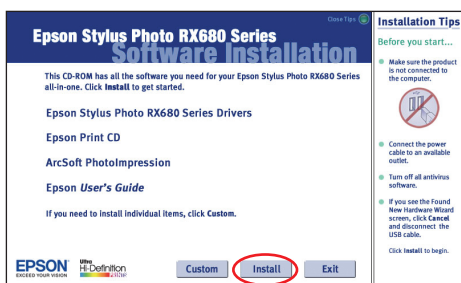 Close Tips
Epson Stylus Photo RX680 Series
Software Installation
This CD-ROM has all the software you need for your Epson Stylus Photo RX680 Series
all-in-one. Click Install to get started.
Epson Stylus Photo RX680 Series Drivers
Epson Print CD
ArcSoft PhotoImpression
Epson User's Guide
If you need to install individual items, click Custom.
EPSON
EXCEED YOUR VISION
Ultra
Hi-Definition
Custom
Install
Exit
Installation Tips
Before you start...
Make sure the product
is not connected to
the computer.
Connect the power
cable to an available
outlet.
Turn off all antivirus
software.
If you see the Found
New Hardware Wizard
screen, click Cancel
and disconnect the
USB cable.
Click Install to begin.